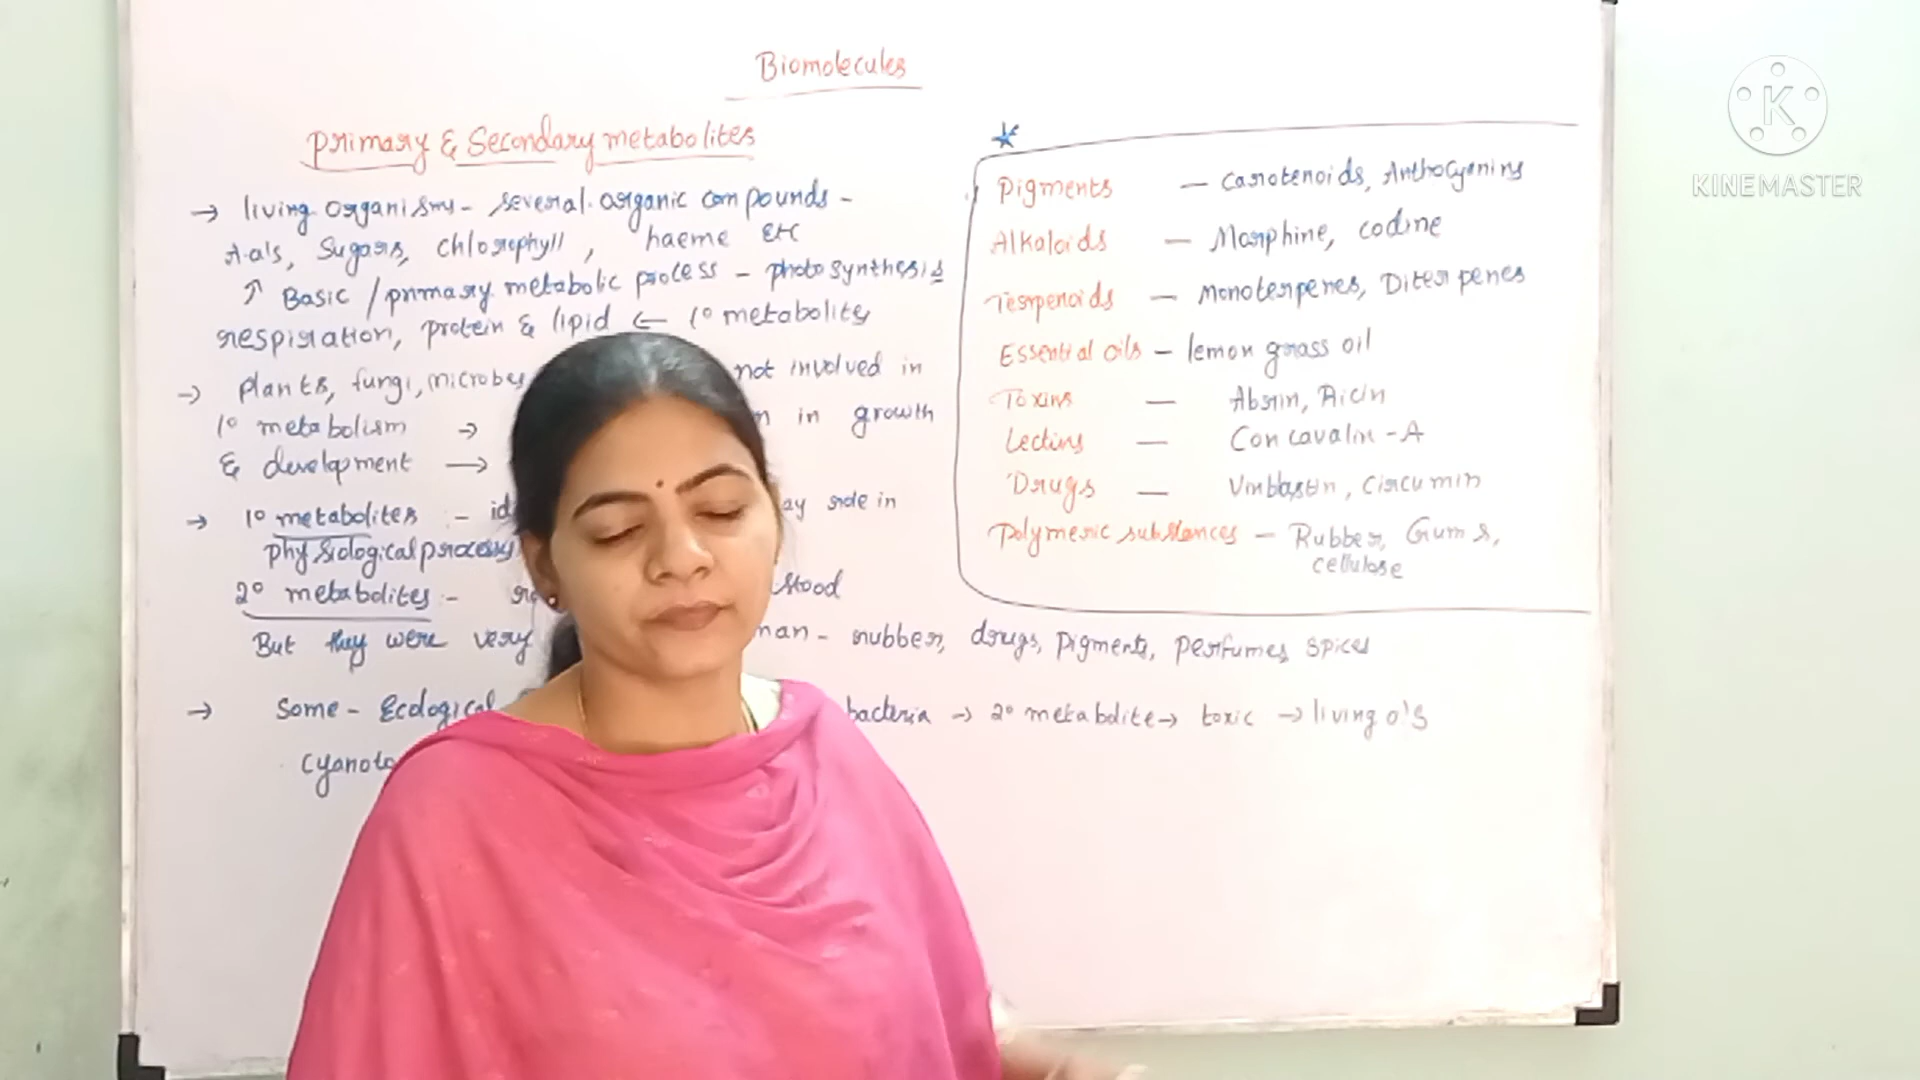 Biomolecules
Primary & Secondary metabolites
→ living organisms - several organic compounds -
A.a's, Sugars, chlorophyll, haeme Etc
↑ Basic / primary metabolic process - photosynthesis
respiration, protein & lipid ← 1° metabolite
→ plants, fungi, microbes not involved in
1° metabolism → in growth
& development →
→ 1° metabolites - role in
physiological process
2° metabolites - stood
But they were very man - rubber, drugs, pigments, perfumes spices
→ Some - Ecological bacteria → 2° metabolite → toxic → living o's
Pigments - Carotenoids, Anthocyanins
Alkaloids - Morphine, codine
Terpenoids - Monoterpenes, Diterpenes
Essential oils - lemon grass oil
Toxins - Abrin, Ricin
Lectins - Concavalin - A
Drugs - Vinblastin, Circumin
Polymeric substances - Rubber, Gums,
cellulose
K
KINEMASTER